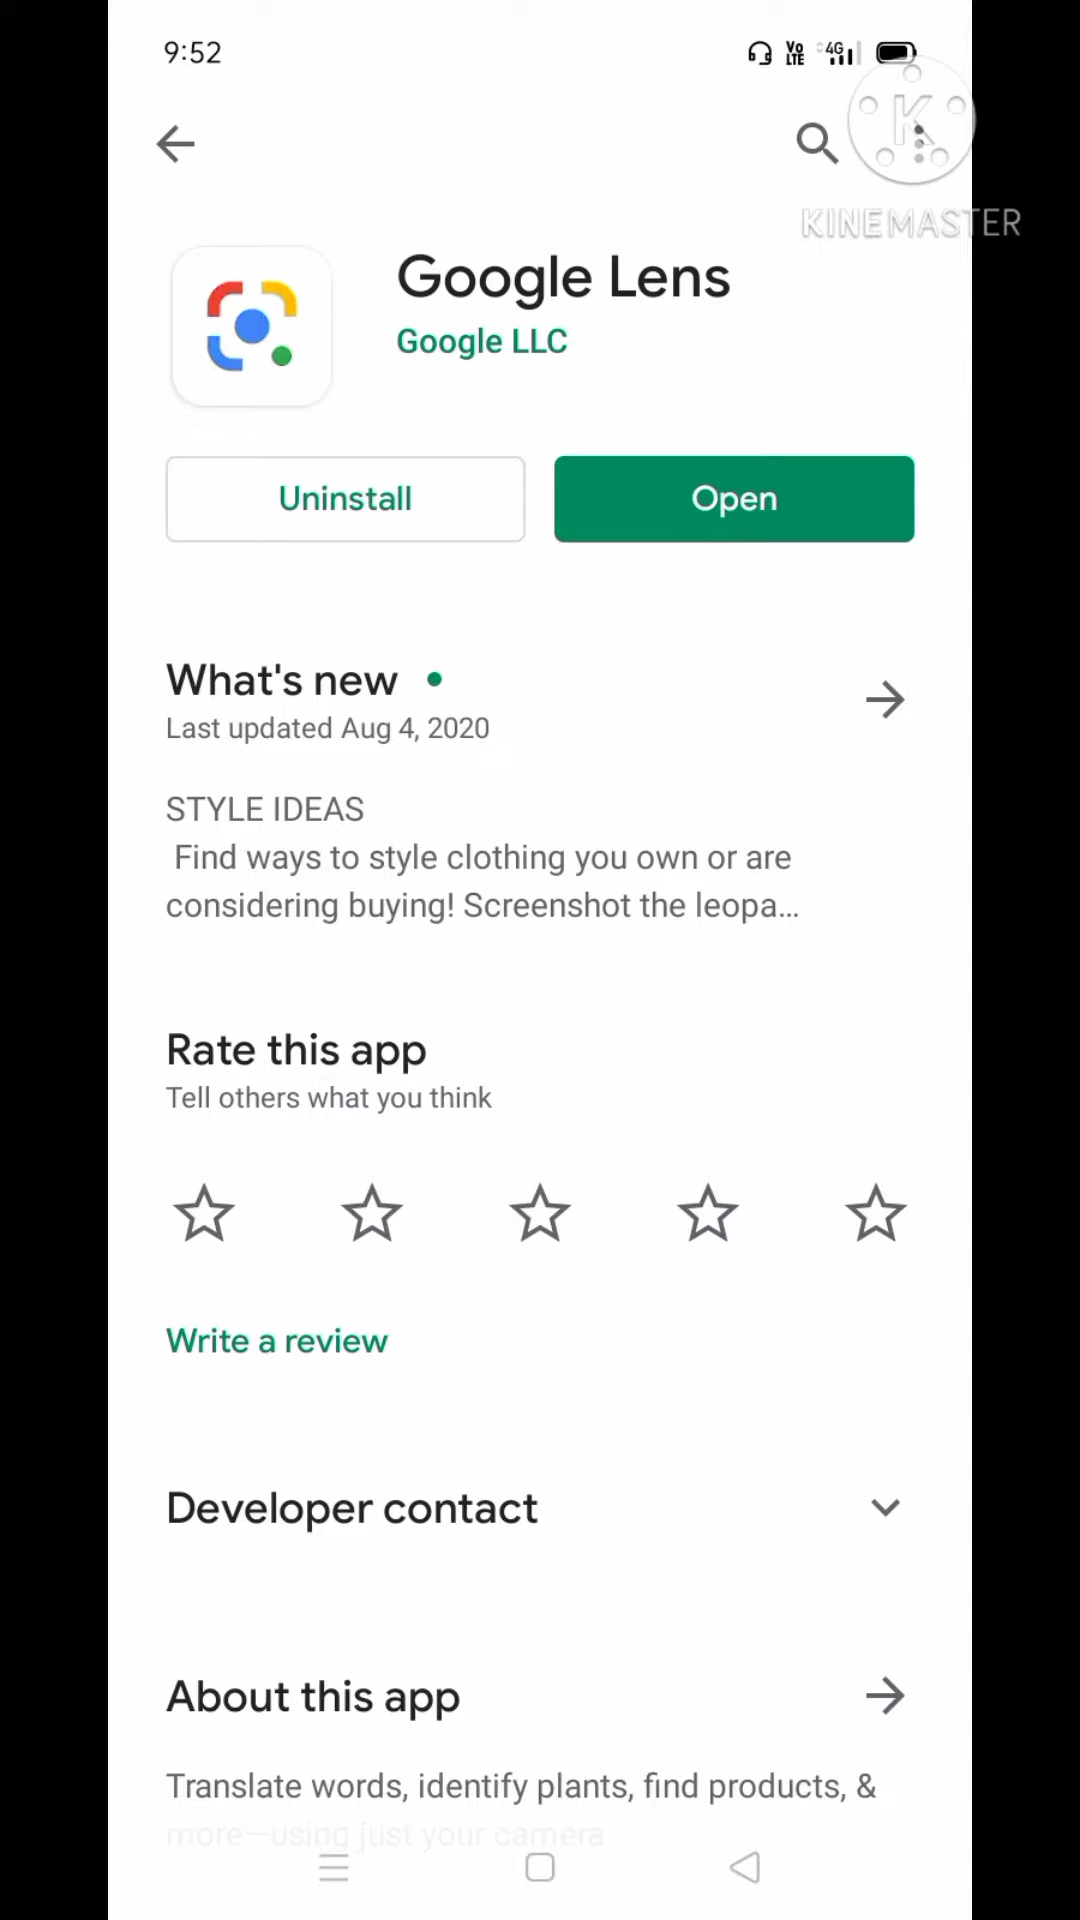 9:52
Vo LTE 4G
K
KINEMASTER
Google Lens
Google LLC
Uninstall
Open
What's new
Last updated Aug 4, 2020
STYLE IDEAS
Find ways to style clothing you own or are
considering buying! Screenshot the leopa...
Rate this app
Tell others what you think
Write a review
Developer contact
About this app
Translate words, identify plants, find products, &
more—using just your camera